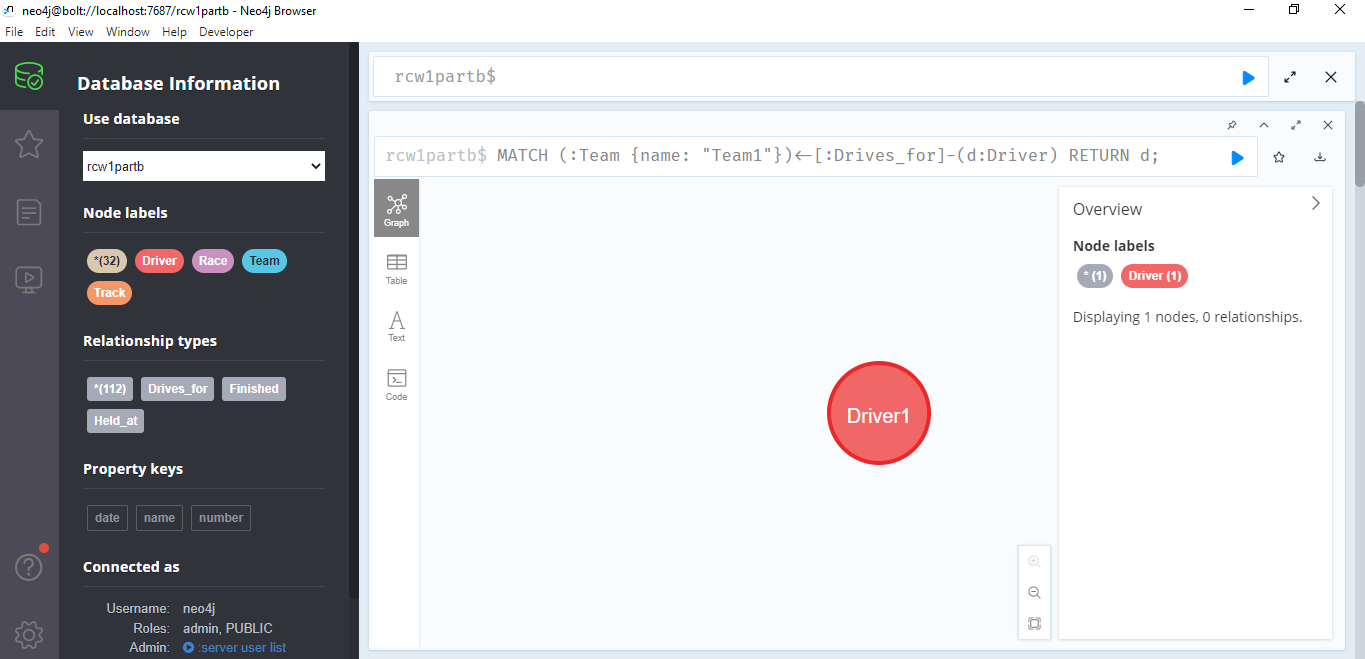 neo4j@bolt://localhost:7687/rcw1partb - Neo4j Browser
File Edit View Window Help Developer
Database Information
Use database
rcw1partb
Node labels
*(32) Driver Race Team
Track
Relationship types
*(112) Drives_for Finished
Held_at
Property keys
date name number
Connected as
Username: neo4j
Roles: admin, PUBLIC
Admin: :server user list
rcw1partb$
rcw1partb$ MATCH (:Team {name: "Team1"})<-[:Drives_for]-(d:Driver) RETURN d;
Graph
Table
A
Text
Code
Driver1
Overview
Node labels
* (1) Driver (1)
Displaying 1 nodes, 0 relationships.